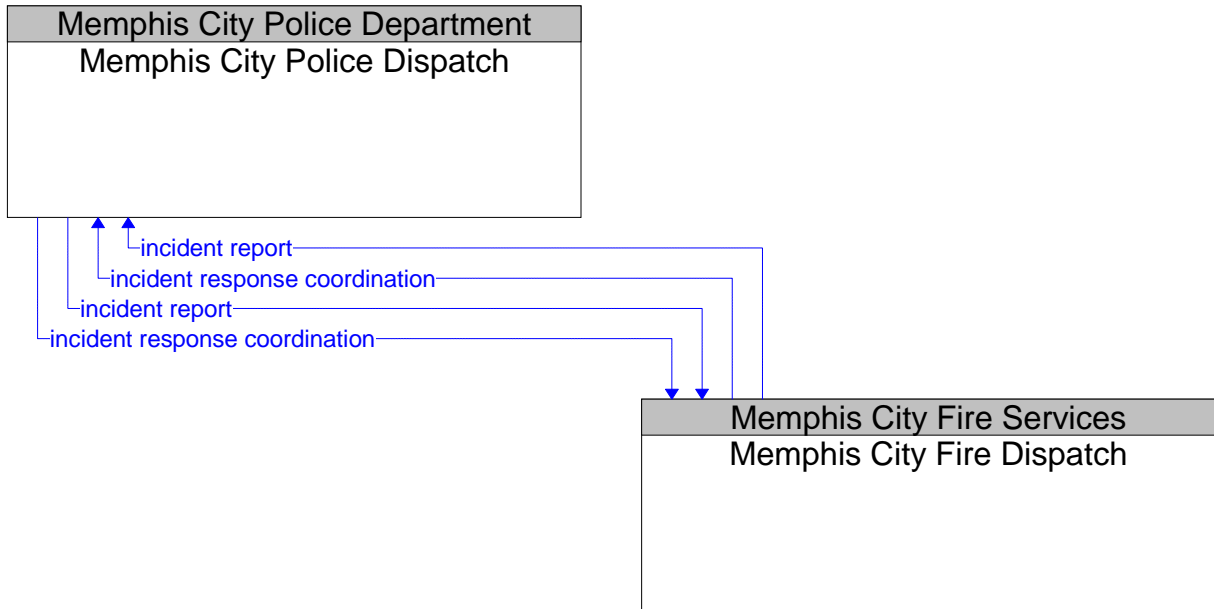 Memphis City Police Department
Memphis City Police Dispatch
incident report
incident response coordination
incident report
incident response coordination
Memphis City Fire Services
Memphis City Fire Dispatch